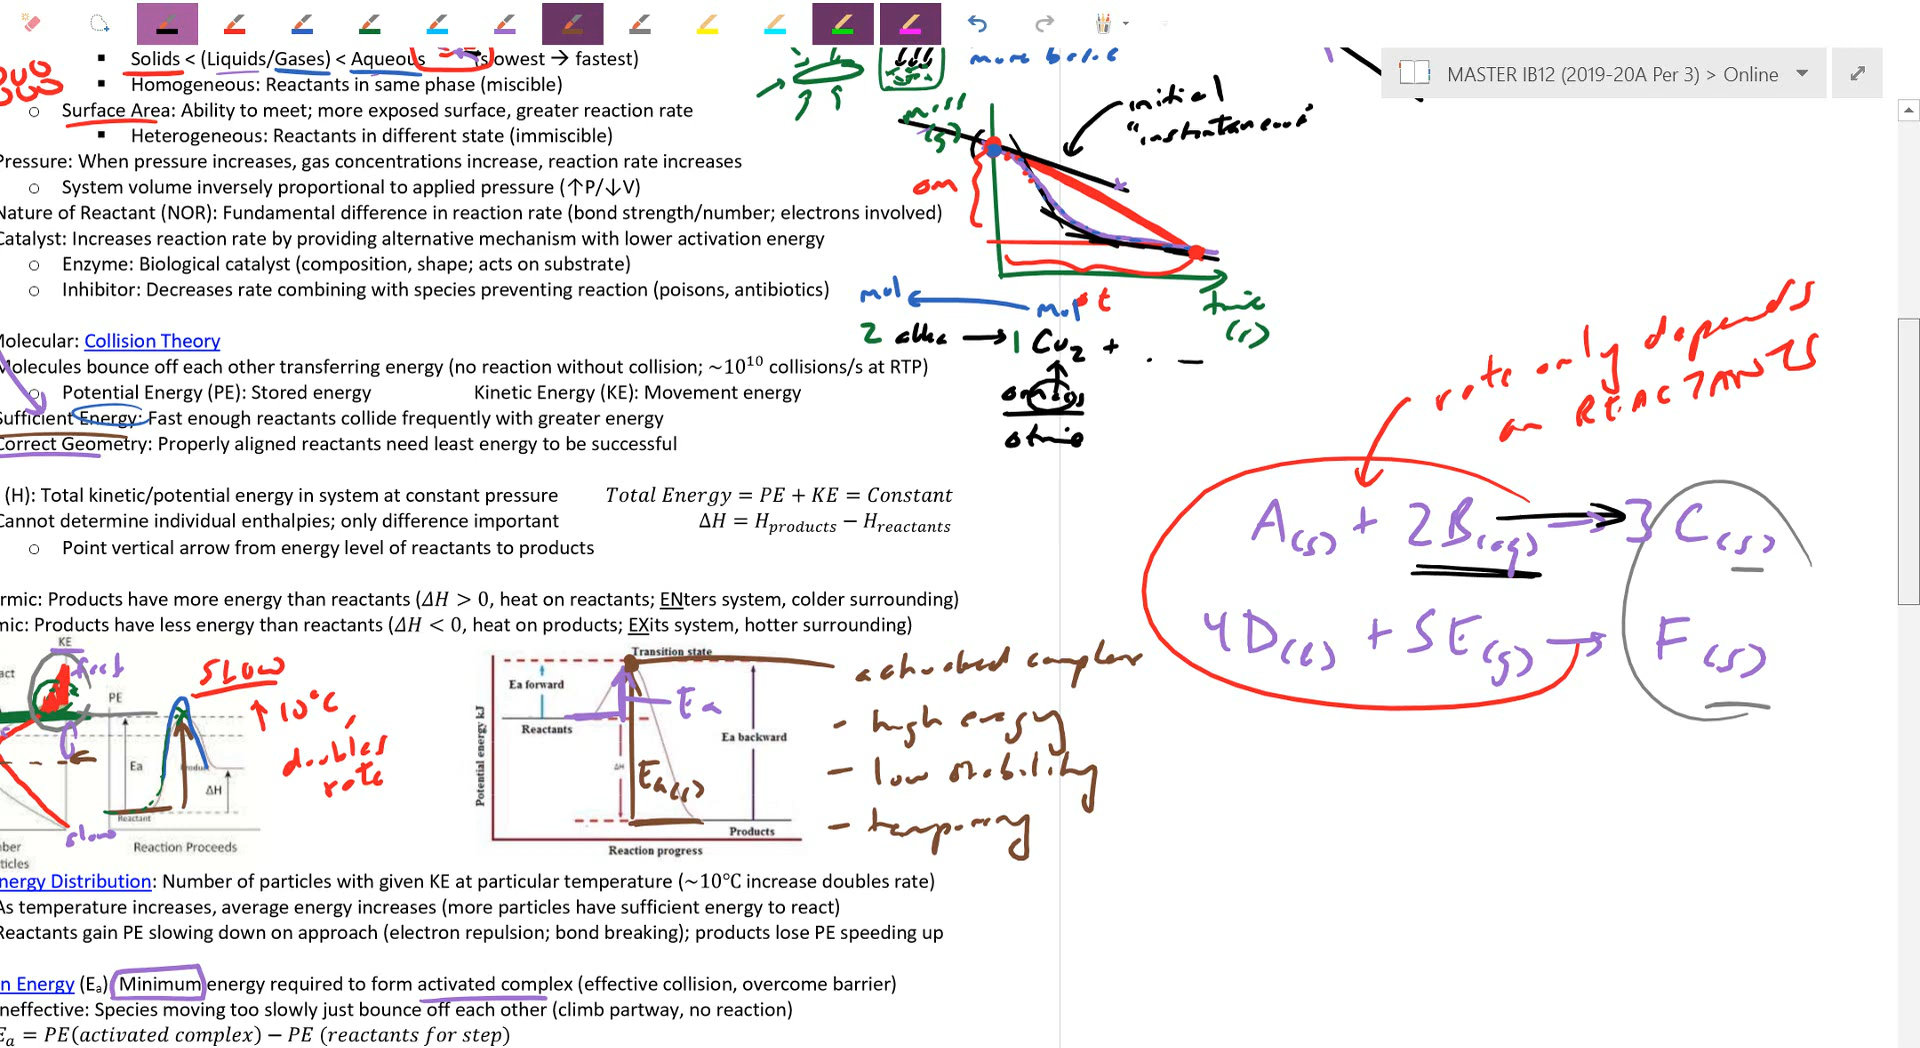 MASTER IB12 (2019-20A Per 3) > Online
▪ Solids < (Liquids/Gases) < Aqueous slowest → fastest)
▪ Homogeneous: Reactants in same phase (miscible)
o Surface Area: Ability to meet; more exposed surface, greater reaction rate
▪ Heterogeneous: Reactants in different state (immiscible)
Pressure: When pressure increases, gas concentrations increase, reaction rate increases
o System volume inversely proportional to applied pressure (↑P/↓V)
Nature of Reactant (NOR): Fundamental difference in reaction rate (bond strength/number; electrons involved)
Catalyst: Increases reaction rate by providing alternative mechanism with lower activation energy
o Enzyme: Biological catalyst (composition, shape; acts on substrate)
o Inhibitor: Decreases rate combining with species preventing reaction (poisons, antibiotics)
Molecular: Collision Theory
Molecules bounce off each other transferring energy (no reaction without collision; ~10¹⁰ collisions/s at RTP)
o Potential Energy (PE): Stored energy Kinetic Energy (KE): Movement energy
Sufficient Energy: Fast enough reactants collide frequently with greater energy
Correct Geometry: Properly aligned reactants need least energy to be successful
(H): Total kinetic/potential energy in system at constant pressure Total Energy = PE + KE = Constant
Cannot determine individual enthalpies; only difference important ΔH = H_products − H_reactants
o Point vertical arrow from energy level of reactants to products
rmic: Products have more energy than reactants (ΔH > 0, heat on reactants; ENters system, colder surrounding)
mic: Products have less energy than reactants (ΔH < 0, heat on products; EXits system, hotter surrounding)
KE
fast
act
PE
Ea
Product
ΔH
Reactant
slow
Reaction Proceeds
ber
ticles
SLOW
↑ 10°C,
doubles
rate
Transition state
Ea forward
Reactants
Ea
Ea backward
ΔH
Products
Potential energy kJ
Reaction progress
activated complex
- high energy
- low stability
- temporary
Energy Distribution: Number of particles with given KE at particular temperature (~10°C increase doubles rate)
As temperature increases, average energy increases (more particles have sufficient energy to react)
Reactants gain PE slowing down on approach (electron repulsion; bond breaking); products lose PE speeding up
n Energy (Eₐ) Minimum energy required to form activated complex (effective collision, overcome barrier)
neffective: Species moving too slowly just bounce off each other (climb partway, no reaction)
Eₐ = PE(activated complex) − PE (reactants for step)
mass
(g)
initial
"instantaneous"
time
(s)
mol
rate only depends
on REACTANTS
A(s) + 2B(aq) → 3 C(s)
4D(l) + 5E(g) → F(s)